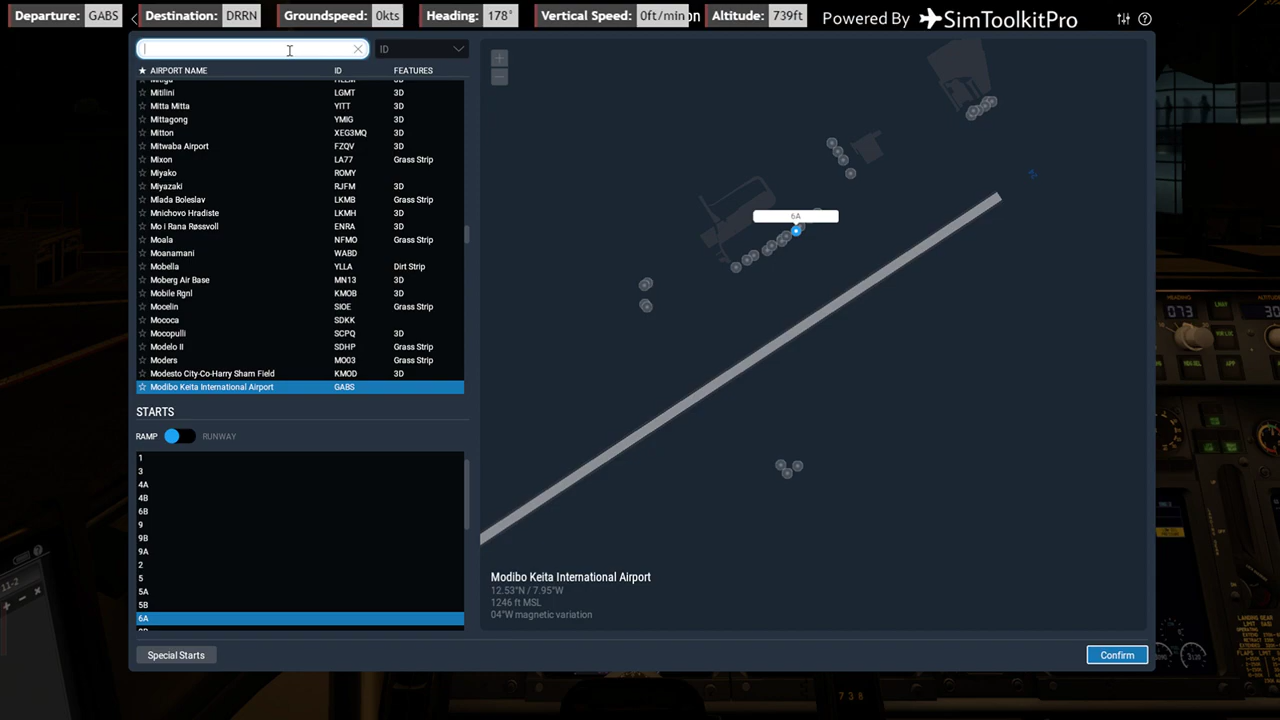 Departure: GABS Destination: DRRN Groundspeed: 0kts Heading: 178° Vertical Speed: 0ft/min on Altitude: 739ft Powered By SimToolkitPro
ID
★ AIRPORT NAME ID FEATURES
Mitilini LGMT 3D
Mitta Mitta YITT 3D
Mittagong YMIG 3D
Mitton XEG3MQ 3D
Mitwaba Airport FZQV 3D
Mixon LA77 Grass Strip
Miyako ROMY
Miyazaki RJFM 3D
Mlada Boleslav LKMB Grass Strip
Mnichovo Hradiste LKMH 3D
Mo i Rana Røssvoll ENRA 3D
Moala NFMO Grass Strip
Moanamani WABD
Mobella YLLA Dirt Strip
Moberg Air Base MN13 3D
Mobile Rgnl KMOB 3D
Mocelin SIOE Grass Strip
Mococa SDKK
Mocopulli SCPQ 3D
Modelo II SDHP Grass Strip
Moders MO03 Grass Strip
Modesto City-Co-Harry Sham Field KMOD 3D
Modibo Keita International Airport GABS
STARTS
RAMP RUNWAY
1
3
4A
4B
6B
9
9B
9A
2
5
5A
5B
6A
Special Starts
6A
Modibo Keita International Airport
12.53°N / 7.95°W
1246 ft MSL
04°W magnetic variation
Confirm
HEADING
073
30
11-2
738